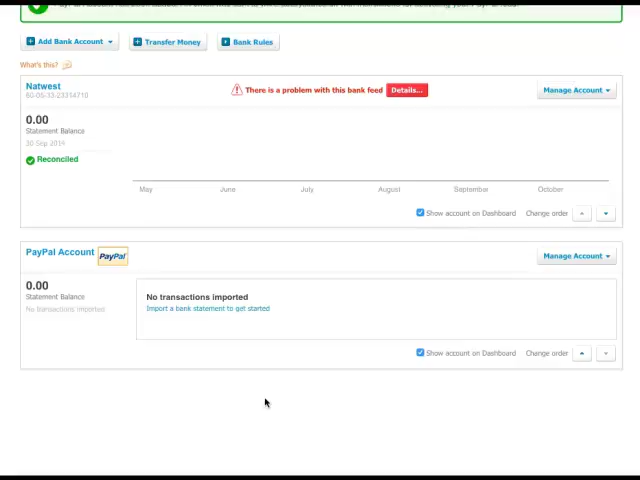 Add Bank Account
Transfer Money
Bank Rules
What's this?
Natwest
There is a problem with this bank feed
Details...
Manage Account
0.00
Statement Balance
30 Sep 2014
Reconciled
May June July August September October
Show account on Dashboard Change order
PayPal Account PayPal
Manage Account
0.00
Statement Balance
No transactions imported
No transactions imported
Import a bank statement to get started
Show account on Dashboard Change order